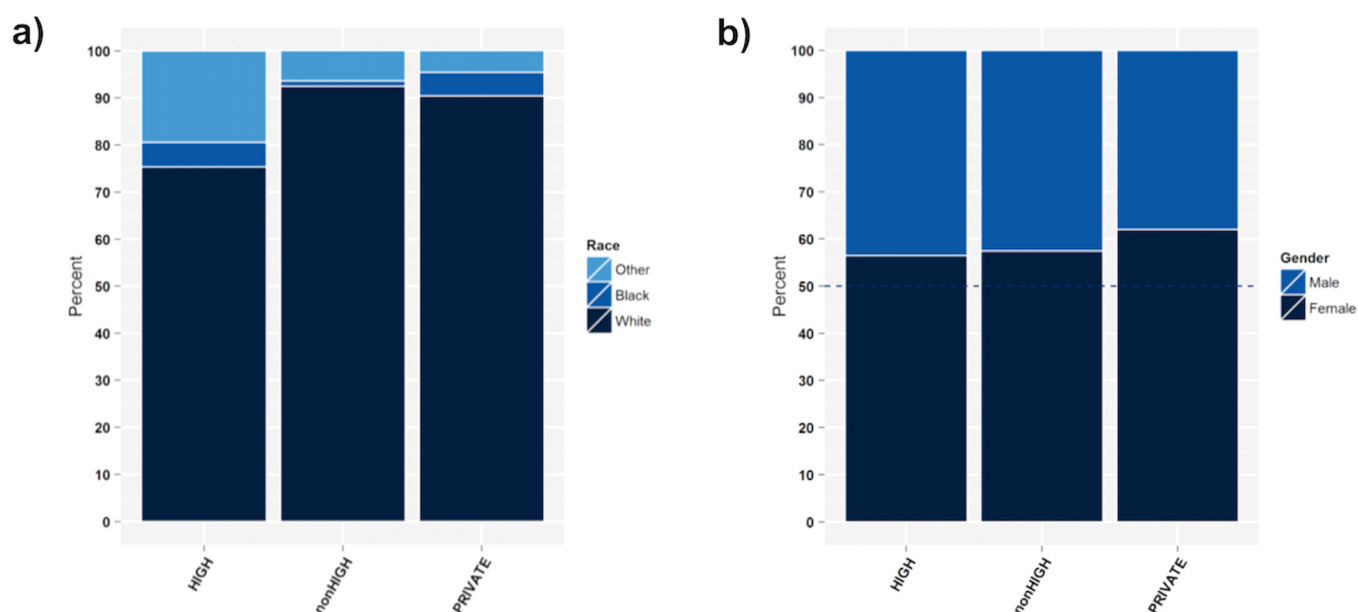 a)
100
90
80
70
60
50
40
30
20
10
0
Percent
HIGH
nonHIGH
PRIVATE
Race
Other
Black
White
b)
100
90
80
70
60
50
40
30
20
10
0
Percent
HIGH
nonHIGH
PRIVATE
Gender
Male
Female